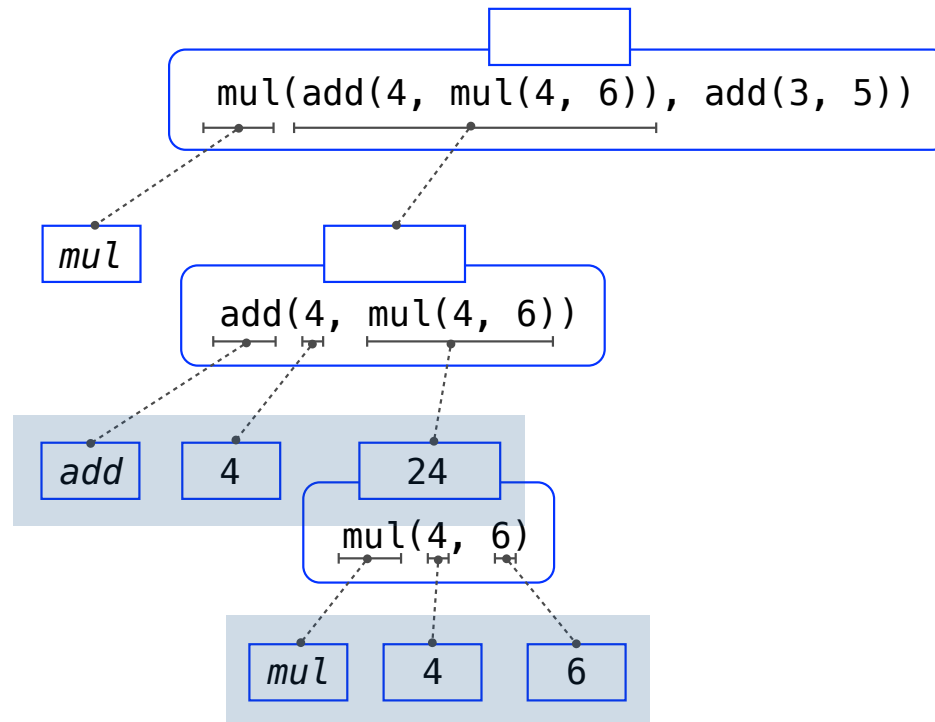 mul(add(4, mul(4, 6)), add(3, 5))
mul
add(4, mul(4, 6))
add 4 24
mul(4, 6)
mul 4 6